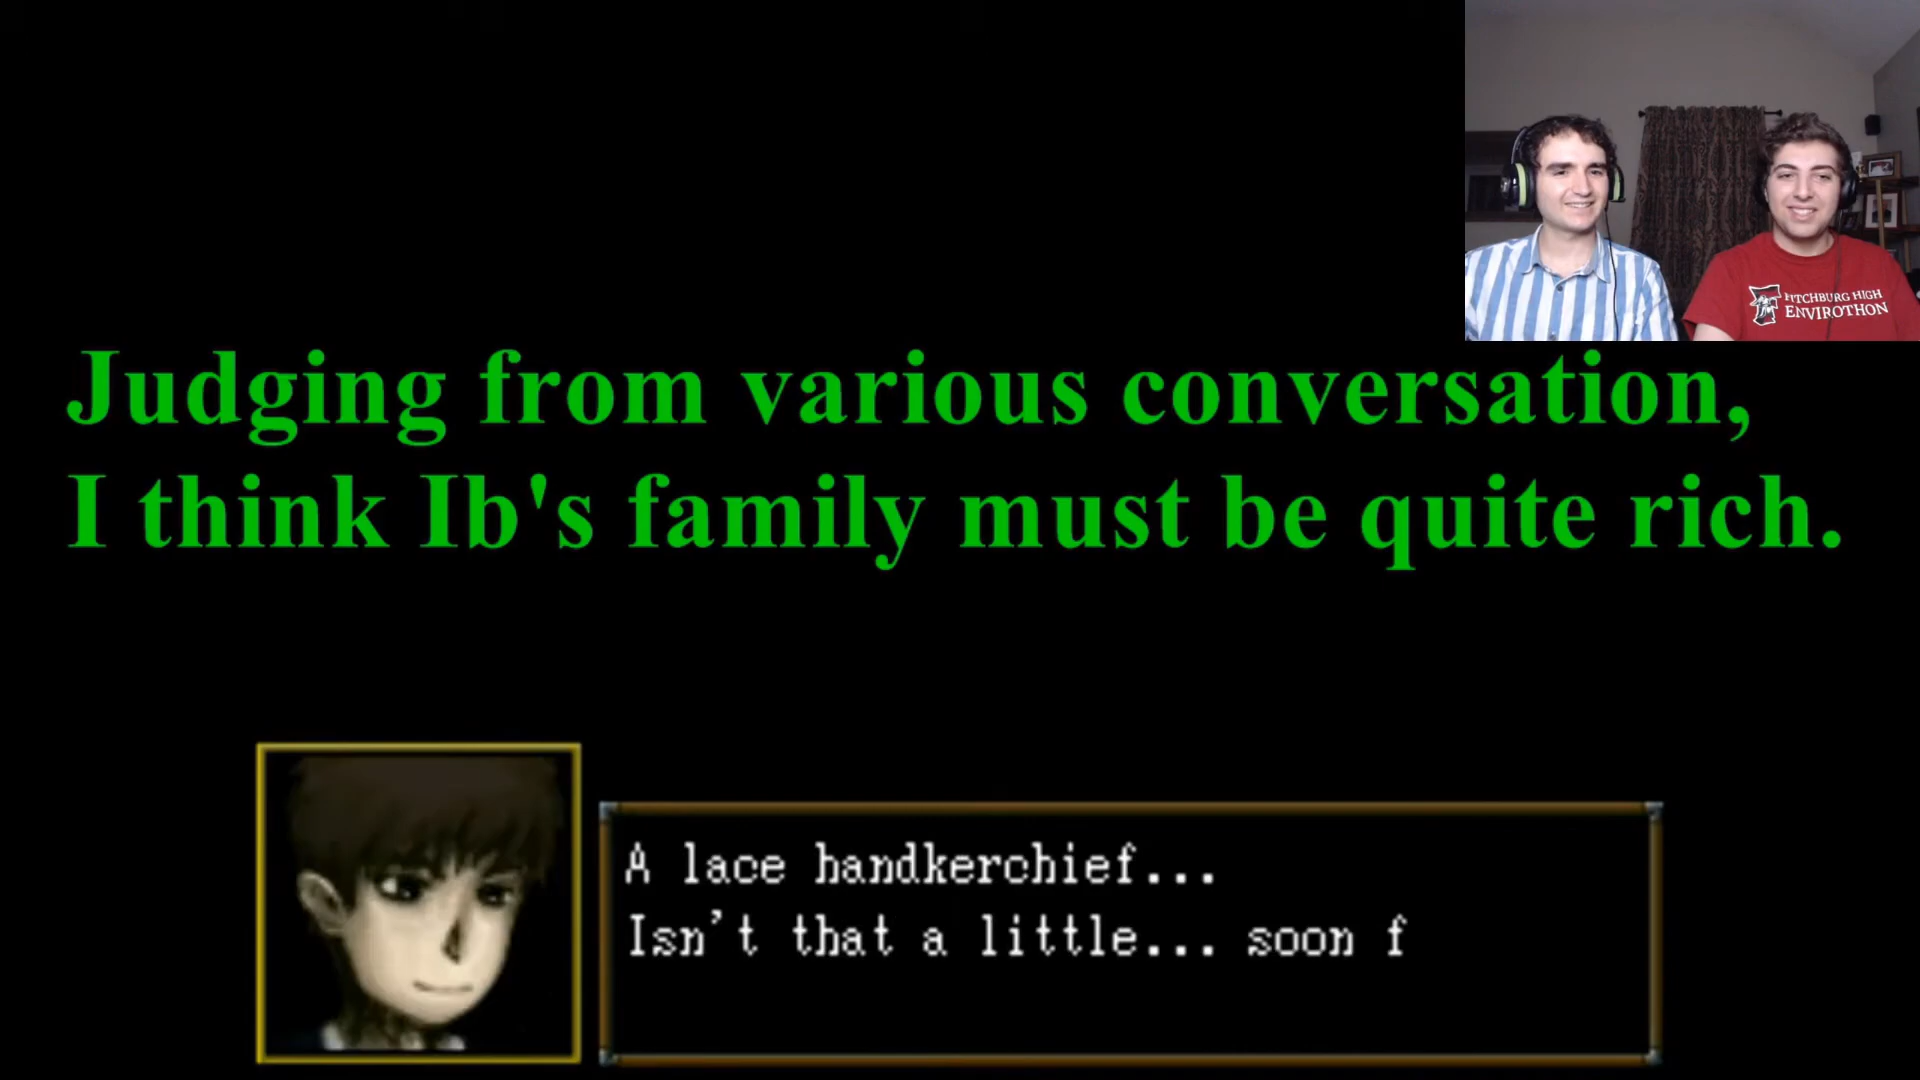 FITCHBURG HIGH
ENVIROTHON
Judging from various conversation,
I think Ib's family must be quite rich.
A lace handkerchief...
Isn't that a little... soon f